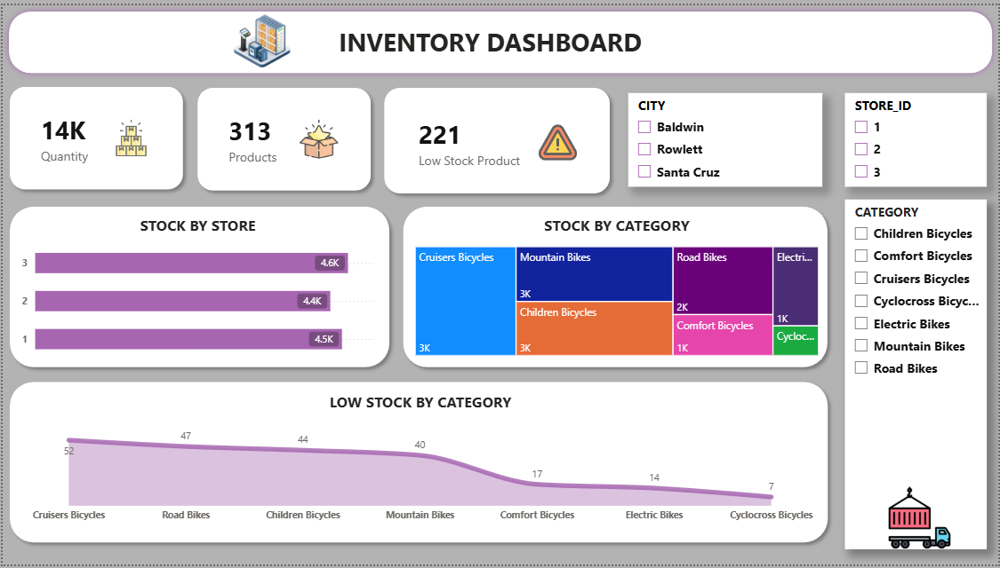 INVENTORY DASHBOARD
14K
Quantity
313
Products
221
Low Stock Product
CITY
Baldwin
Rowlett
Santa Cruz
STORE_ID
1
2
3
STOCK BY STORE
3
4.6K
2
4.4K
1
4.5K
STOCK BY CATEGORY
Cruisers Bicycles
3K
Mountain Bikes
3K
Children Bicycles
3K
Road Bikes
2K
Comfort Bicycles
1K
Electri...
1K
Cycloc...
CATEGORY
Children Bicycles
Comfort Bicycles
Cruisers Bicycles
Cyclocross Bicyc...
Electric Bikes
Mountain Bikes
Road Bikes
LOW STOCK BY CATEGORY
52
47
44
40
17
14
7
Cruisers Bicycles
Road Bikes
Children Bicycles
Mountain Bikes
Comfort Bicycles
Electric Bikes
Cyclocross Bicycles